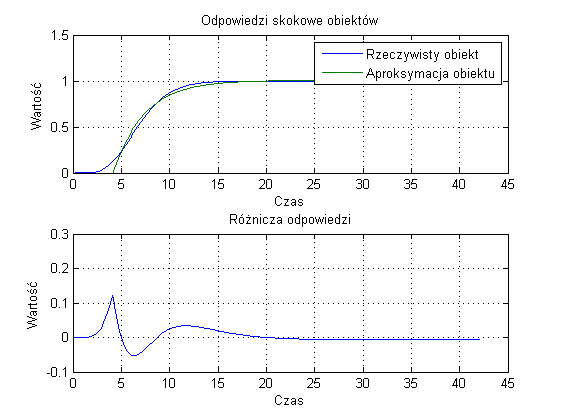 Odpowiedzi skokowe obiektów
1.5
1
0.5
0
Wartość
Rzeczywisty obiekt
Aproksymacja obiektu
0 5 10 15 20 25 30 35 40 45
Czas
Różnicza odpowiedzi
0.3
0.2
0.1
0
-0.1
Wartość
0 5 10 15 20 25 30 35 40 45
Czas